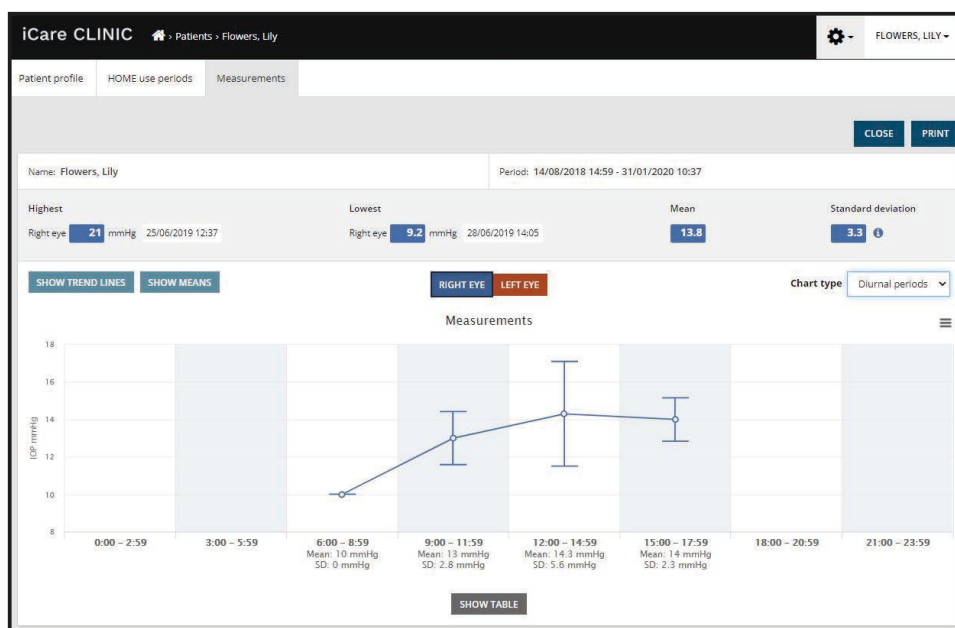 iCare CLINIC › Patients › Flowers, Lily FLOWERS, LILY
Patient profile HOME use periods Measurements
CLOSE PRINT
Name: Flowers, Lily Period: 14/08/2018 14:59 - 31/01/2020 10:37
Highest Lowest Mean Standard deviation
Right eye 21 mmHg 25/06/2019 12:37 Right eye 9.2 mmHg 28/06/2019 14:05 13.8 3.3 i
SHOW TREND LINES SHOW MEANS RIGHT EYE LEFT EYE Chart type Diurnal periods
Measurements
18
16
14
12
10
8
IOP mmHg
0:00 – 2:59 3:00 – 5:59 6:00 – 8:59 9:00 – 11:59 12:00 – 14:59 15:00 – 17:59 18:00 – 20:59 21:00 – 23:59
Mean: 10 mmHg Mean: 13 mmHg Mean: 14.3 mmHg Mean: 14 mmHg
SD: 0 mmHg SD: 2.8 mmHg SD: 5.6 mmHg SD: 2.3 mmHg
SHOW TABLE